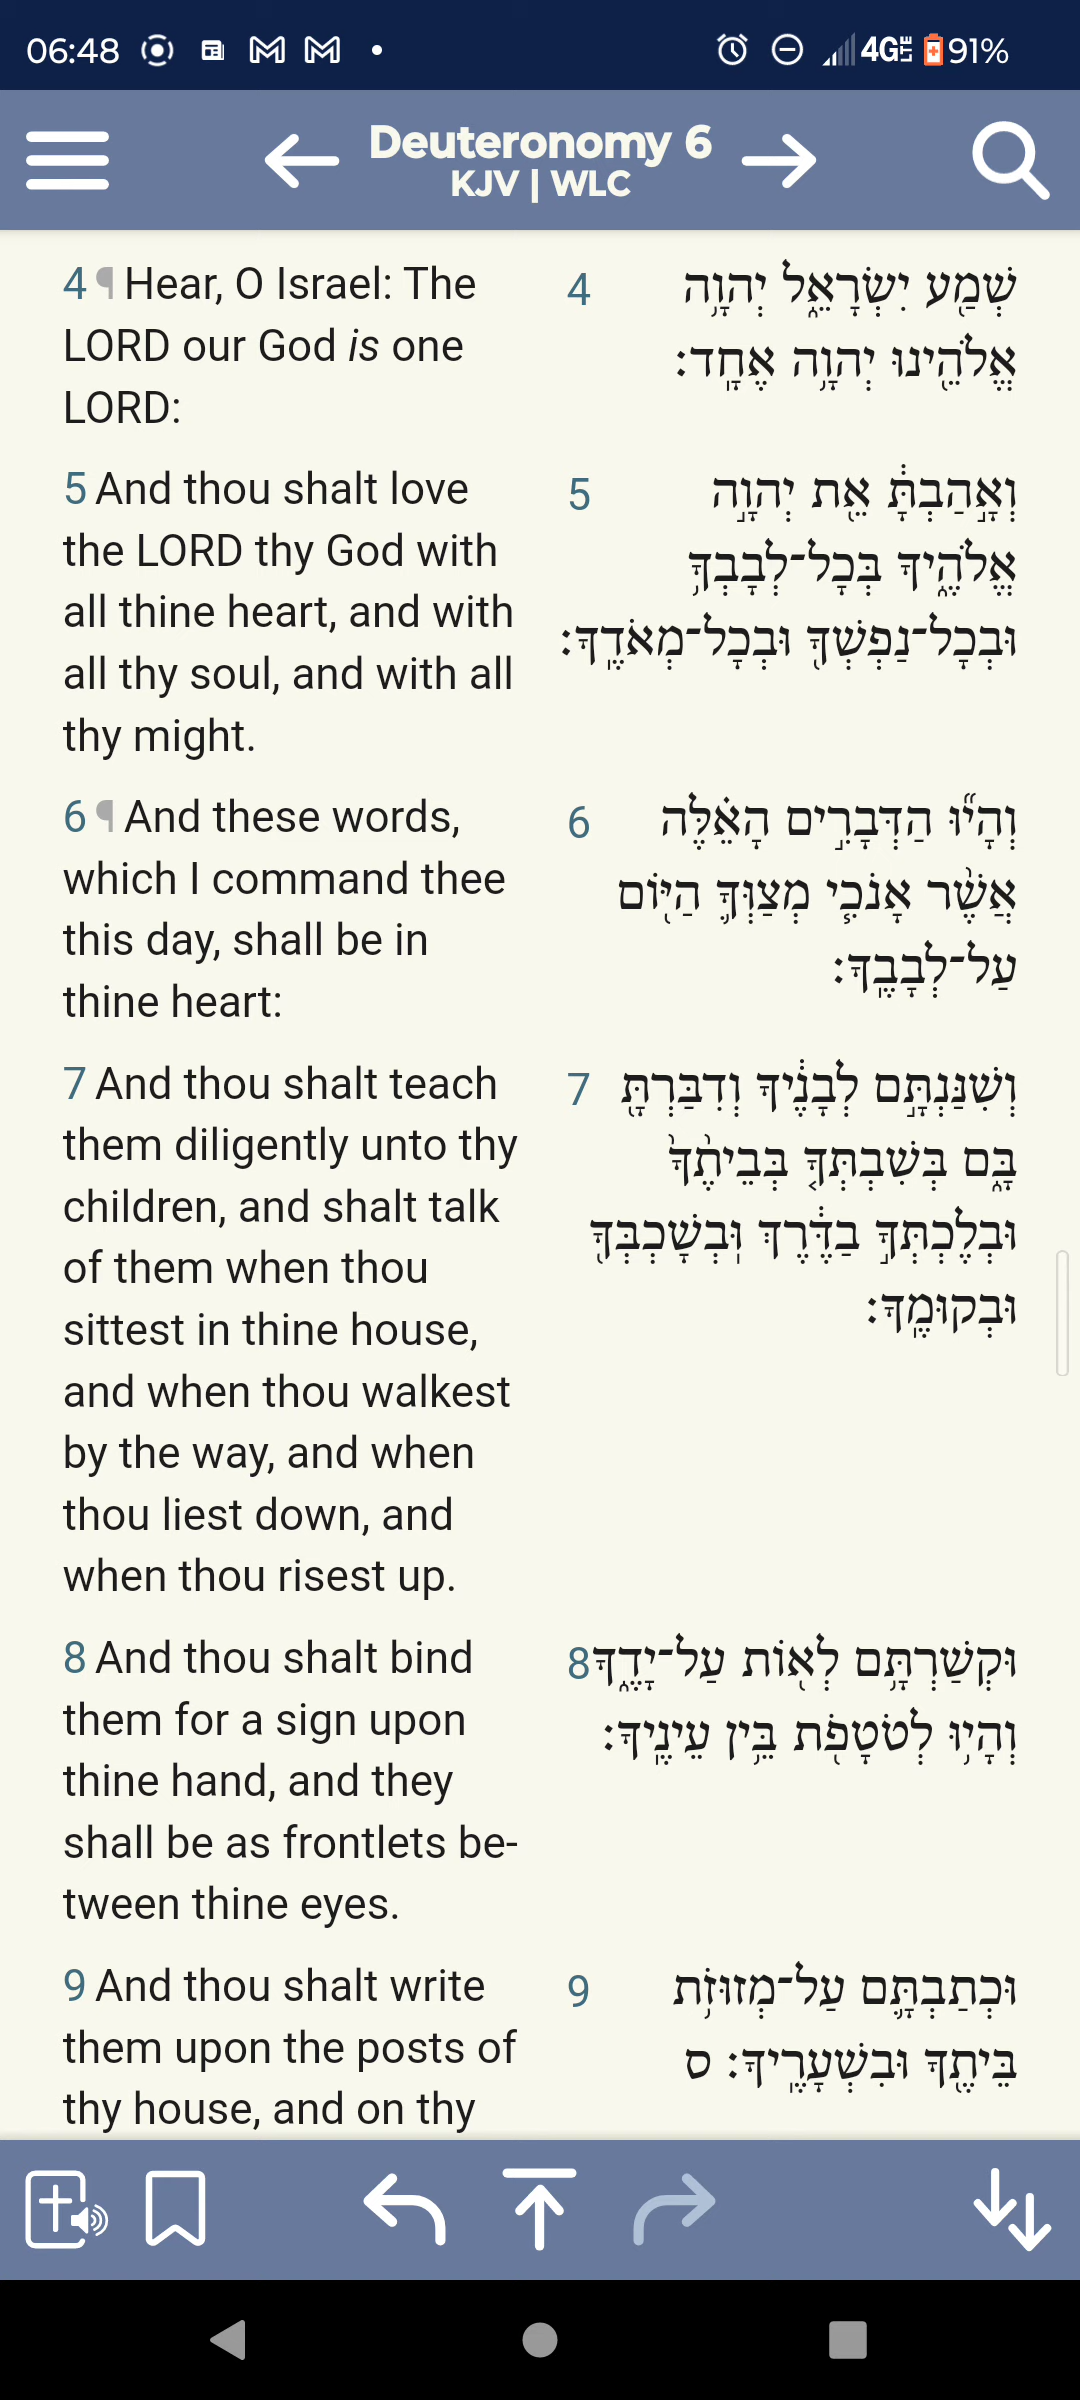 06:48
4G LTE 91%
Deuteronomy 6
KJV | WLC
4 ¶ Hear, O Israel: The
LORD our God is one
LORD:
4 שְׁמַ֖ע יִשְׂרָאֵ֑ל יְהוָ֥ה
אֱלֹהֵ֖ינוּ יְהוָ֥ה אֶחָֽד׃
5 And thou shalt love
the LORD thy God with
all thine heart, and with
all thy soul, and with all
thy might.
5 וְאָ֣הַבְתָּ֔ אֵ֖ת יְהוָ֣ה
אֱלֹהֶ֑יךָ בְּכָל־לְבָבְךָ֥
וּבְכָל־נַפְשְׁךָ֖ וּבְכָל־מְאֹדֶֽךָ׃
6 ¶ And these words,
which I command thee
this day, shall be in
thine heart:
6 וְהָי֞וּ הַדְּבָרִ֣ים הָאֵ֗לֶּה
אֲשֶׁ֨ר אָנֹכִ֧י מְצַוְּךָ֛ הַיּ֖וֹם
עַל־לְבָבֶֽךָ׃
7 And thou shalt teach
them diligently unto thy
children, and shalt talk
of them when thou
sittest in thine house,
and when thou walkest
by the way, and when
thou liest down, and
when thou risest up.
7 וְשִׁנַּנְתָּ֣ם לְבָנֶ֔יךָ וְדִבַּרְתָּ֖
בָּ֑ם בְּשִׁבְתְּךָ֤ בְּבֵיתֶ֙ךָ֙
וּבְלֶכְתְּךָ֣ בַדֶּ֔רֶךְ וּֽבְשָׁכְבְּךָ֖
וּבְקוּמֶֽךָ׃
8 And thou shalt bind
them for a sign upon
thine hand, and they
shall be as frontlets be-
tween thine eyes.
8 וּקְשַׁרְתָּ֥ם לְא֖וֹת עַל־יָדֶ֑ךָ
וְהָי֥וּ לְטֹטָפֹ֖ת בֵּ֥ין עֵינֶֽיךָ׃
9 And thou shalt write
them upon the posts of
thy house, and on thy
9 וּכְתַבְתָּ֛ם עַל־מְזוּזֹ֥ת
בֵּיתֶ֖ךָ וּבִשְׁעָרֶֽיךָ׃ ס